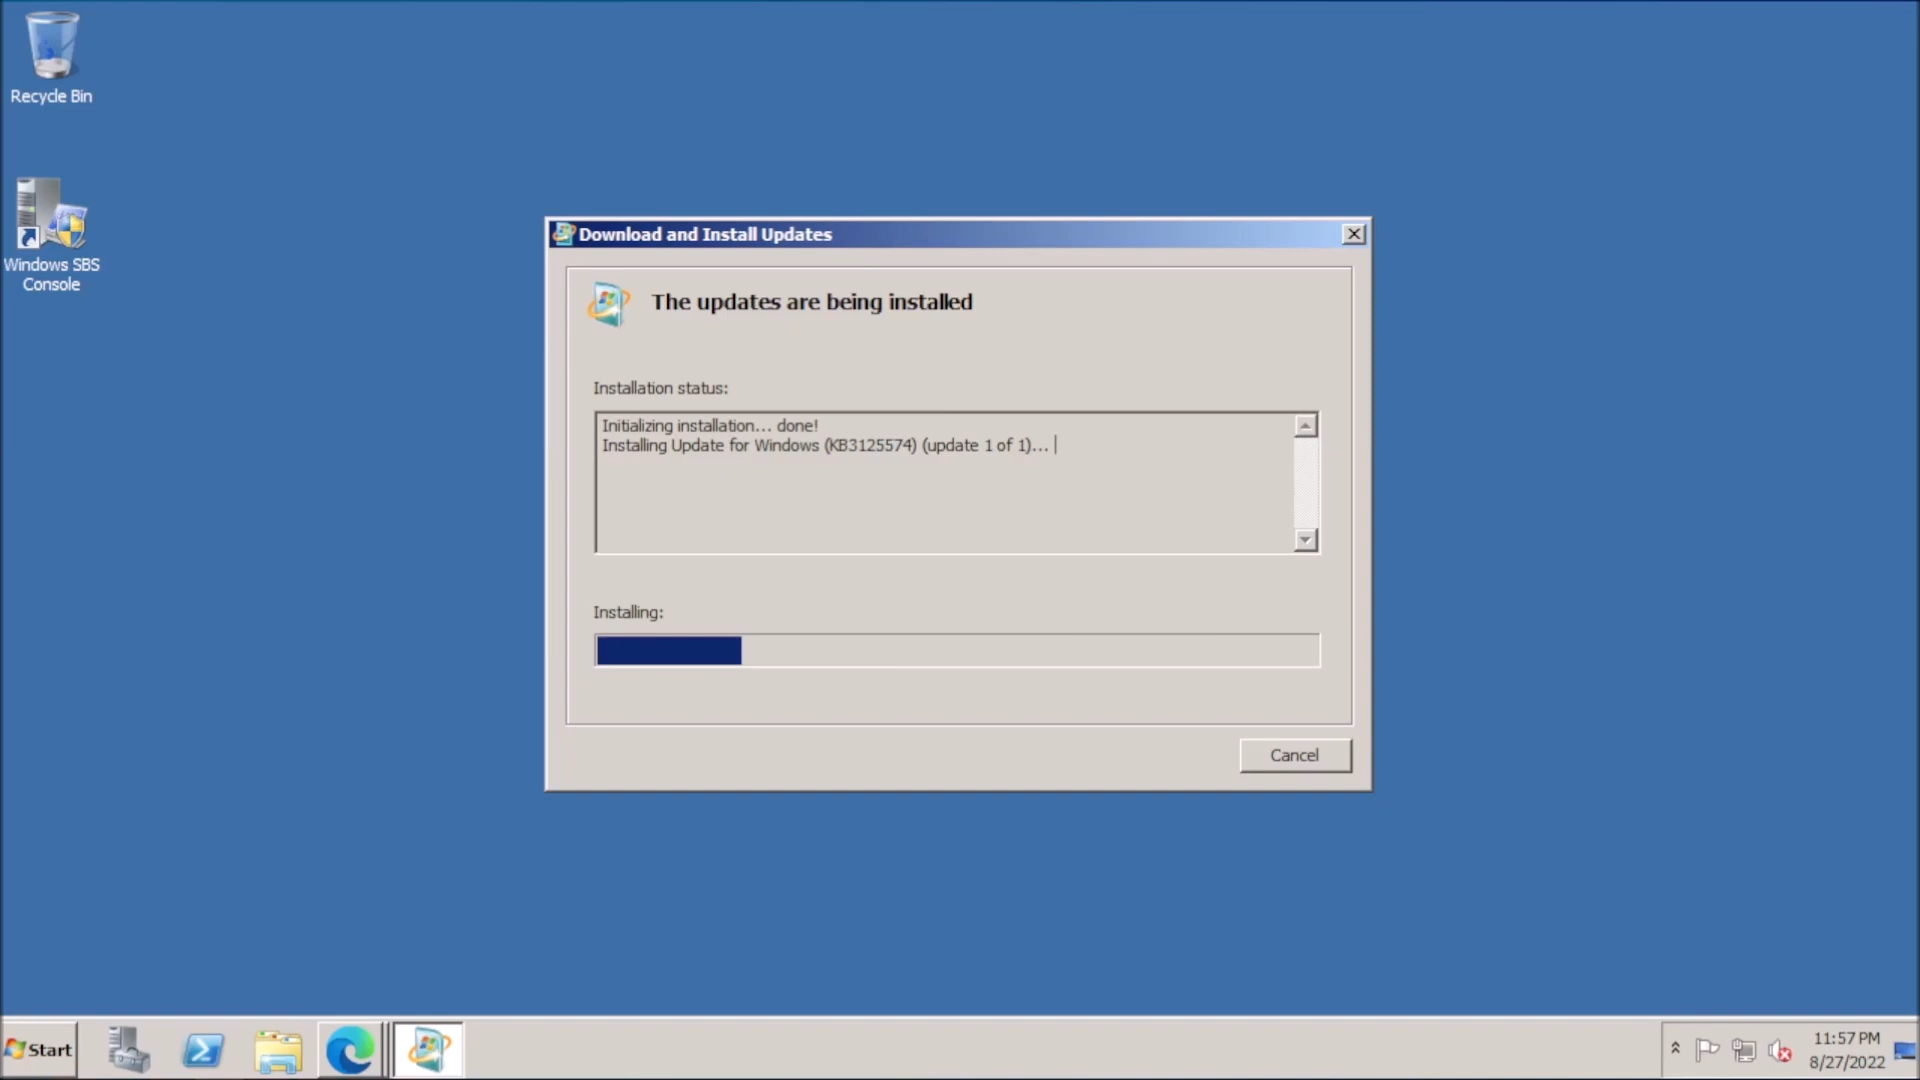 Recycle Bin
Windows SBS
Console
Download and Install Updates
The updates are being installed
Installation status:
Initializing installation... done!
Installing Update for Windows (KB3125574) (update 1 of 1)...
Installing:
Cancel
Start
11:57 PM
8/27/2022